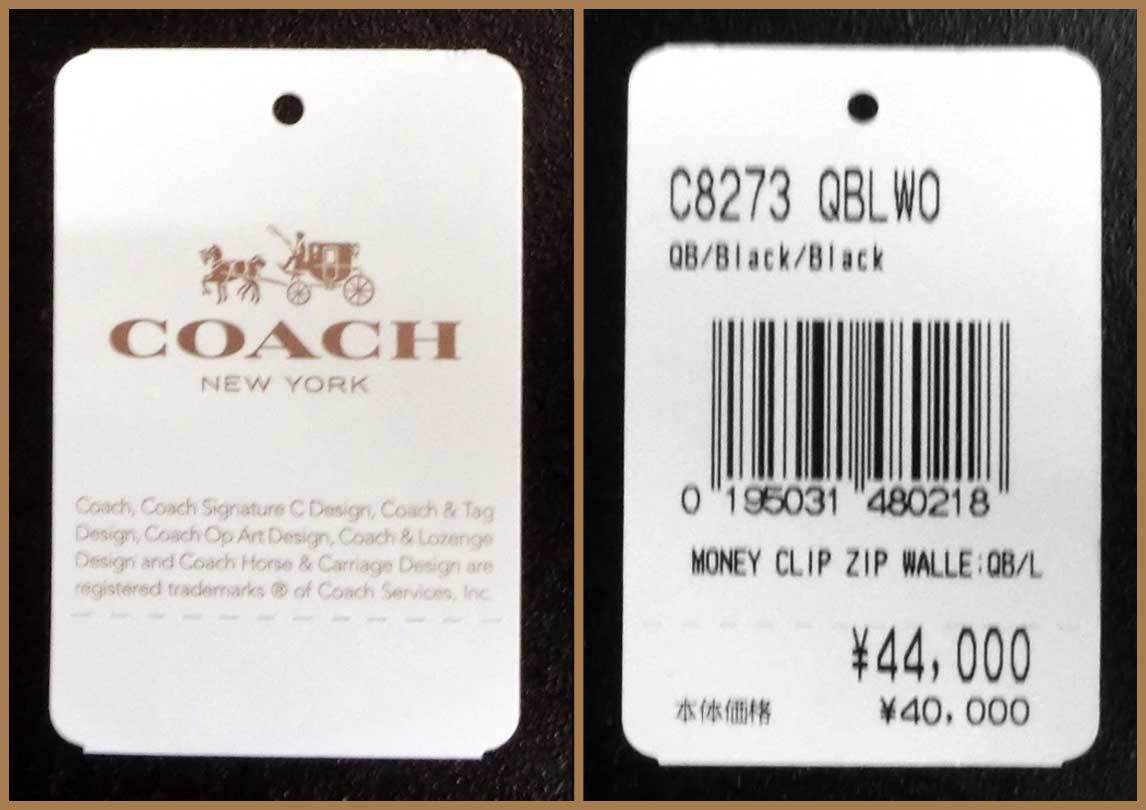 COACH
NEW YORK
Coach, Coach Signature C Design, Coach & Tag
Design, Coach Op Art Design, Coach & Lozenge
Design and Coach Horse & Carriage Design are
registered trademarks ® of Coach Services, Inc.
C8273 QBLWO
QB/Black/Black
0 195031 480218
MONEY CLIP ZIP WALLE:QB/L
¥44,000
本体価格 ¥40,000